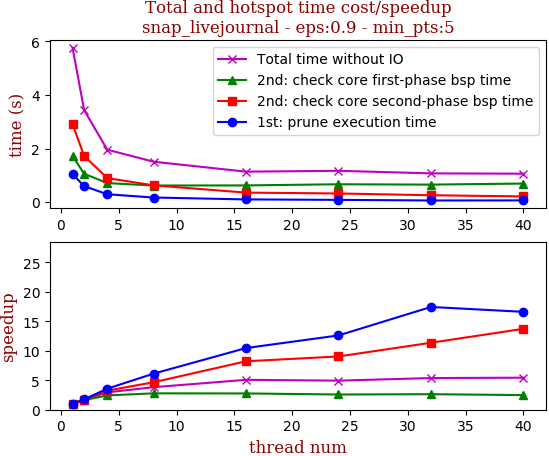 Total and hotspot time cost/speedup
snap_livejournal - eps:0.9 - min_pts:5
time (s)
6
4
2
0
Total time without IO
2nd: check core first-phase bsp time
2nd: check core second-phase bsp time
1st: prune execution time
0 5 10 15 20 25 30 35 40
speedup
25
20
15
10
5
0
0 5 10 15 20 25 30 35 40
thread num